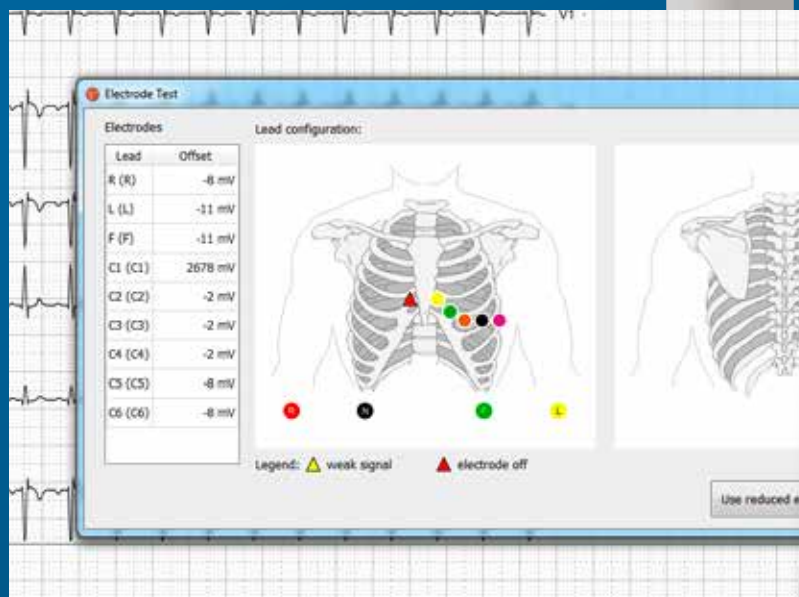 V1
Electrode Test
Electrodes
Lead configuration:
Lead Offset
R (R) -8 mV
L (L) -11 mV
F (F) -11 mV
C1 (C1) 2678 mV
C2 (C2) -2 mV
C3 (C3) -2 mV
C4 (C4) -2 mV
C5 (C5) -8 mV
C6 (C6) -8 mV
R N F L
Legend: weak signal electrode off
Use reduced e